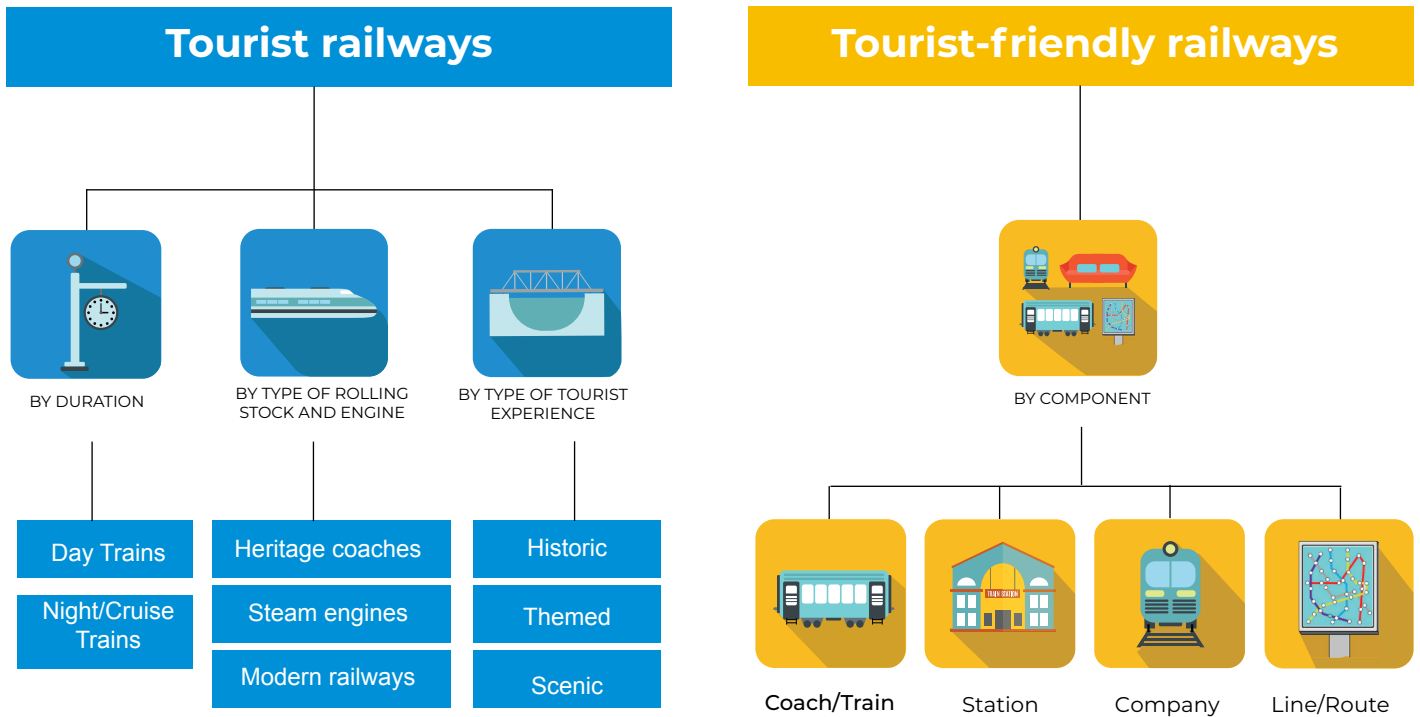 Tourist railways
Tourist-friendly railways
BY DURATION
BY TYPE OF ROLLING
STOCK AND ENGINE
BY TYPE OF TOURIST
EXPERIENCE
BY COMPONENT
Day Trains
Night/Cruise
Trains
Heritage coaches
Steam engines
Modern railways
Historic
Themed
Scenic
TRAIN STATION
Coach/Train
Station
Company
Line/Route